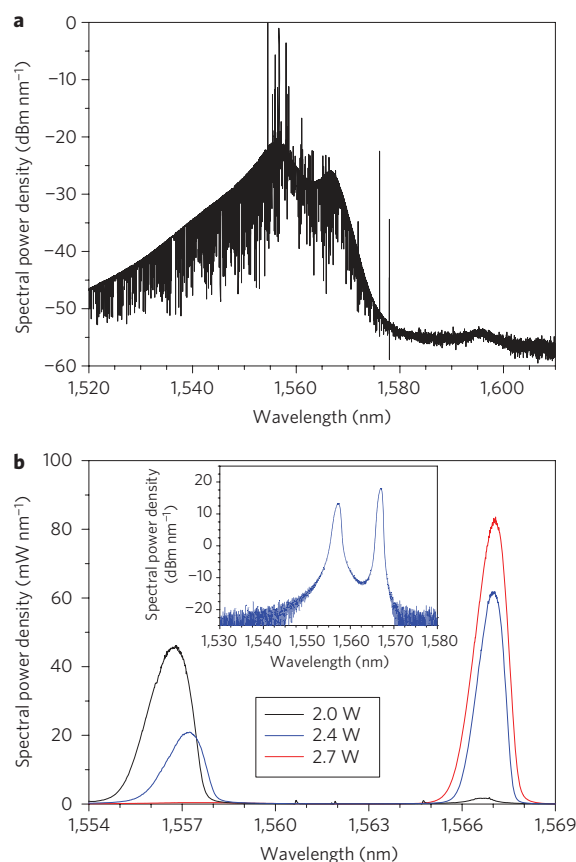 a
0
−10
−20
−30
−40
−50
−60
Spectral power density (dBm nm⁻¹)
1,520
1,540
1,560
1,580
1,600
Wavelength (nm)
b
100
80
60
40
20
0
Spectral power density (mW nm⁻¹)
20
10
0
−10
−20
Spectral power density
(dBm nm⁻¹)
1,530
1,540
1,550
1,560
1,570
1,580
Wavelength (nm)
2.0 W
2.4 W
2.7 W
1,554
1,557
1,560
1,563
1,566
1,569
Wavelength (nm)